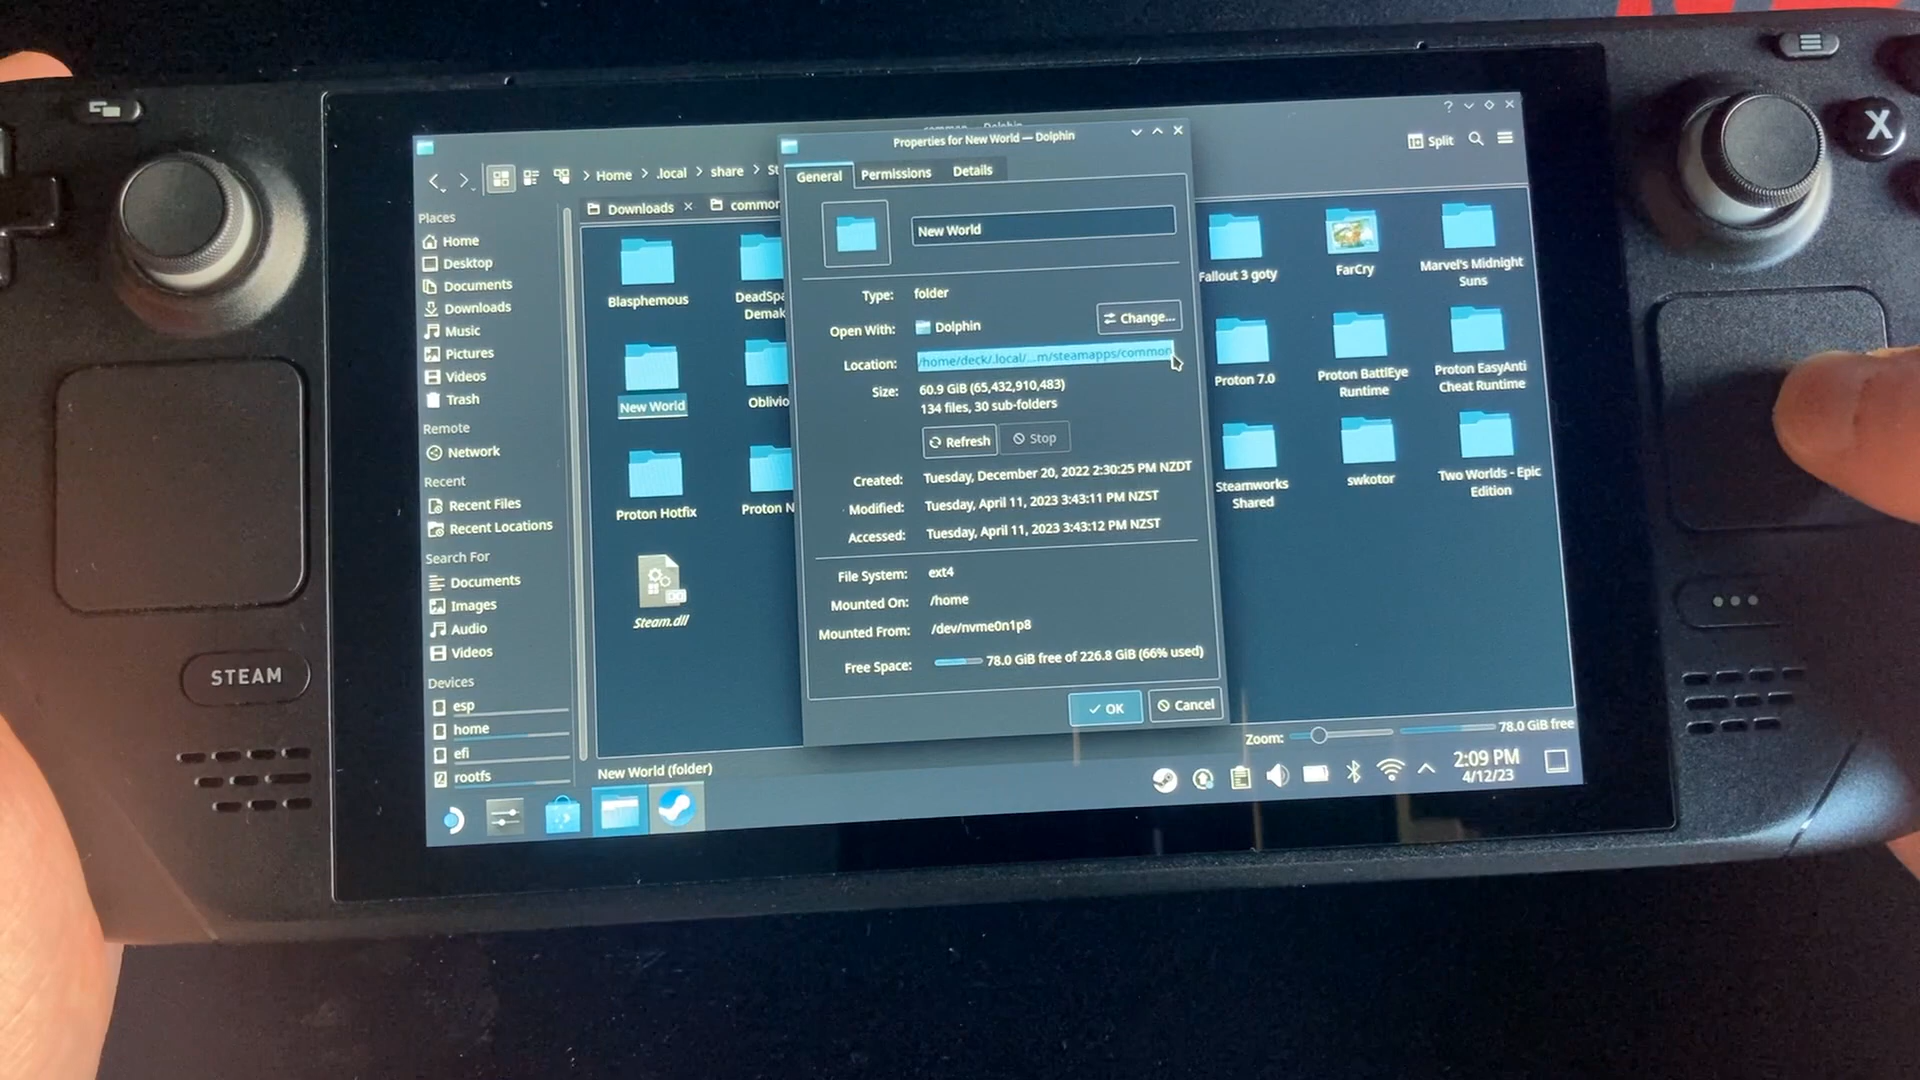 Properties for New World — Dolphin
Split
Home > .local > share > St
General
Permissions
Details
Downloads
common
New World
Type: folder
Open With: Dolphin
Change...
Location: /home/deck/.local/...m/steamapps/common
Size: 60.9 GiB (65,432,910,483)
134 files, 30 sub-folders
Refresh
Stop
Created: Tuesday, December 20, 2022 2:30:25 PM NZDT
Modified: Tuesday, April 11, 2023 3:43:11 PM NZST
Accessed: Tuesday, April 11, 2023 3:43:12 PM NZST
File System: ext4
Mounted On: /home
Mounted From: /dev/nvme0n1p8
Free Space: 78.0 GiB free of 226.8 GiB (66% used)
OK
Cancel
Places
Home
Desktop
Documents
Downloads
Music
Pictures
Videos
Trash
Remote
Network
Recent
Recent Files
Recent Locations
Search For
Documents
Images
Audio
Videos
Devices
esp
home
efi
rootfs
Blasphemous
DeadSpa
Demak
New World
Oblivio
Proton Hotfix
Proton N
Steam.dll
Fallout 3 goty
FarCry
Marvel's Midnight
Suns
Proton 7.0
Proton BattlEye
Runtime
Proton EasyAnti
Cheat Runtime
Steamworks
Shared
swkotor
Two Worlds - Epic
Edition
New World (folder)
Zoom:
78.0 GiB free
2:09 PM
4/12/23
STEAM
X